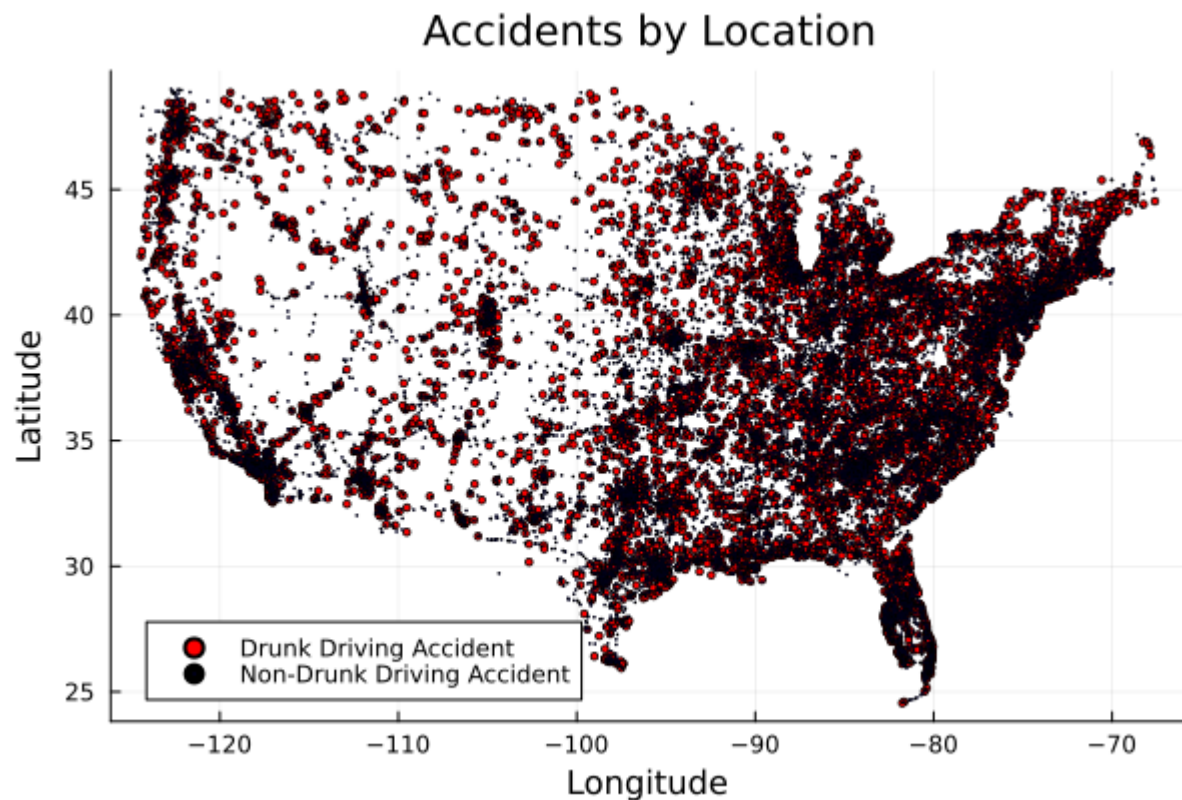 Accidents by Location
45
40
35
30
25
Latitude
Drunk Driving Accident
Non-Drunk Driving Accident
−120 −110 −100 −90 −80 −70
Longitude